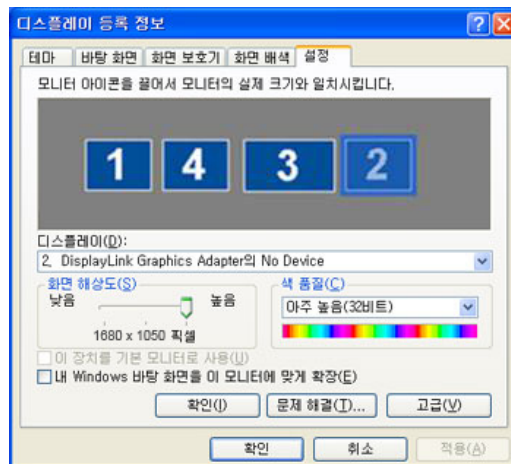 디스플레이 등록 정보
테마 바탕 화면 화면 보호기 화면 배색 설정
모니터 아이콘을 끌어서 모니터의 실제 크기와 일치시킵니다.
1 4 3 2
디스플레이(D):
2. DisplayLink Graphics Adapter의 No Device
화면 해상도(S) 색 품질(C)
낮음 높음 아주 높음(32비트)
1680 x 1050 픽셀
이 장치를 기본 모니터로 사용(U)
내 Windows 바탕 화면을 이 모니터에 맞게 확장(E)
확인(I) 문제 해결(T)... 고급(V)
확인 취소 적용(A)